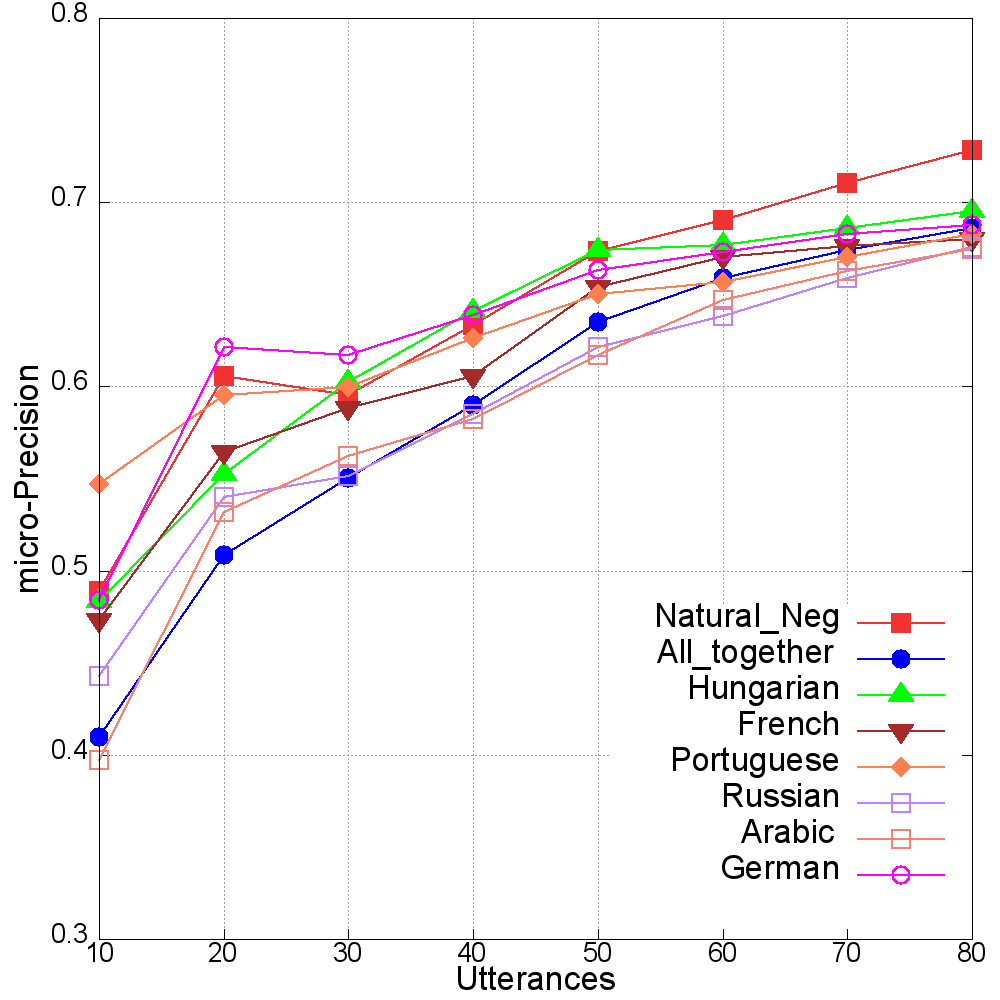 0.8
0.7
0.6
0.5
0.4
0.3
micro-Precision
Natural_Neg
All_together
Hungarian
French
Portuguese
Russian
Arabic
German
10 20 30 40 50 60 70 80
Utterances